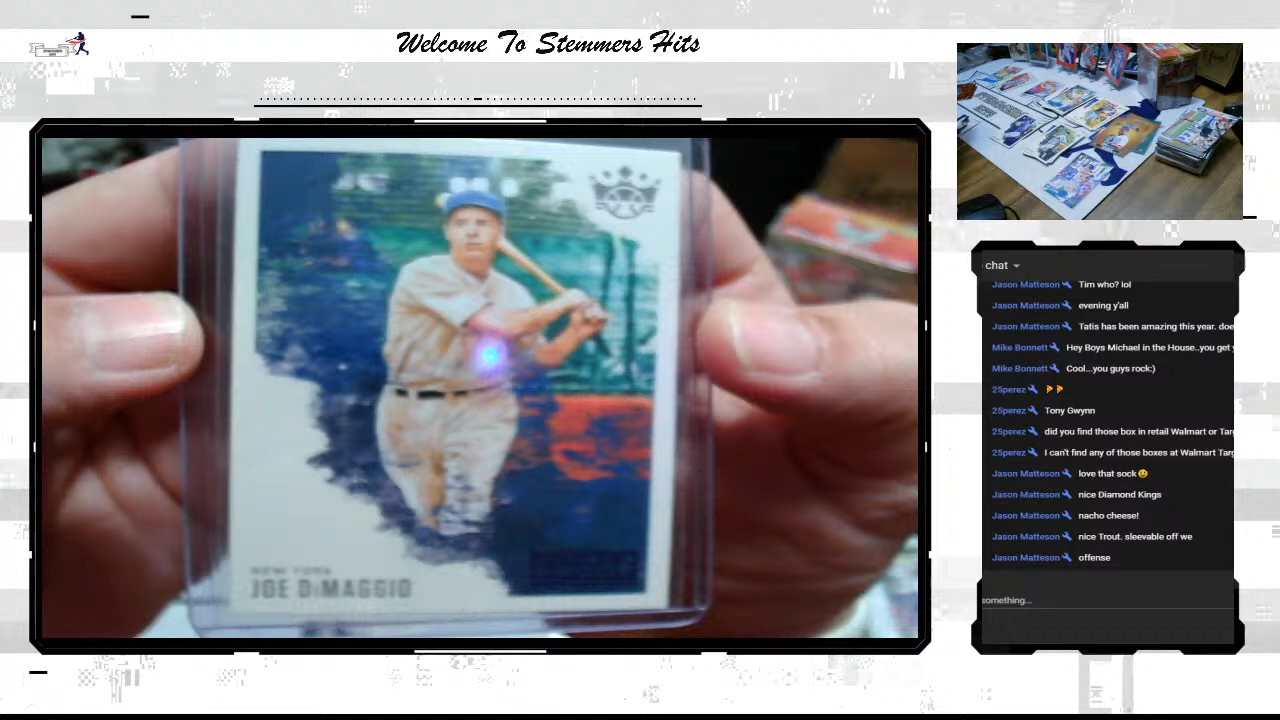 Welcome To Stemmers Hits
NEW YORK
JOE DiMAGGIO
chat
Jason Matteson Tim who? lol
Jason Matteson evening y'all
Jason Matteson Tatis has been amazing this year. doe
Mike Bonnett Hey Boys Michael in the House..you get
Mike Bonnett Cool...you guys rock:)
25perez
25perez Tony Gwynn
25perez did you find those box in retail Walmart or Targ
25perez I can't find any of those boxes at Walmart Targ
Jason Matteson love that sock
Jason Matteson nice Diamond Kings
Jason Matteson nacho cheese!
Jason Matteson nice Trout. sleevable off we
Jason Matteson offense
something...